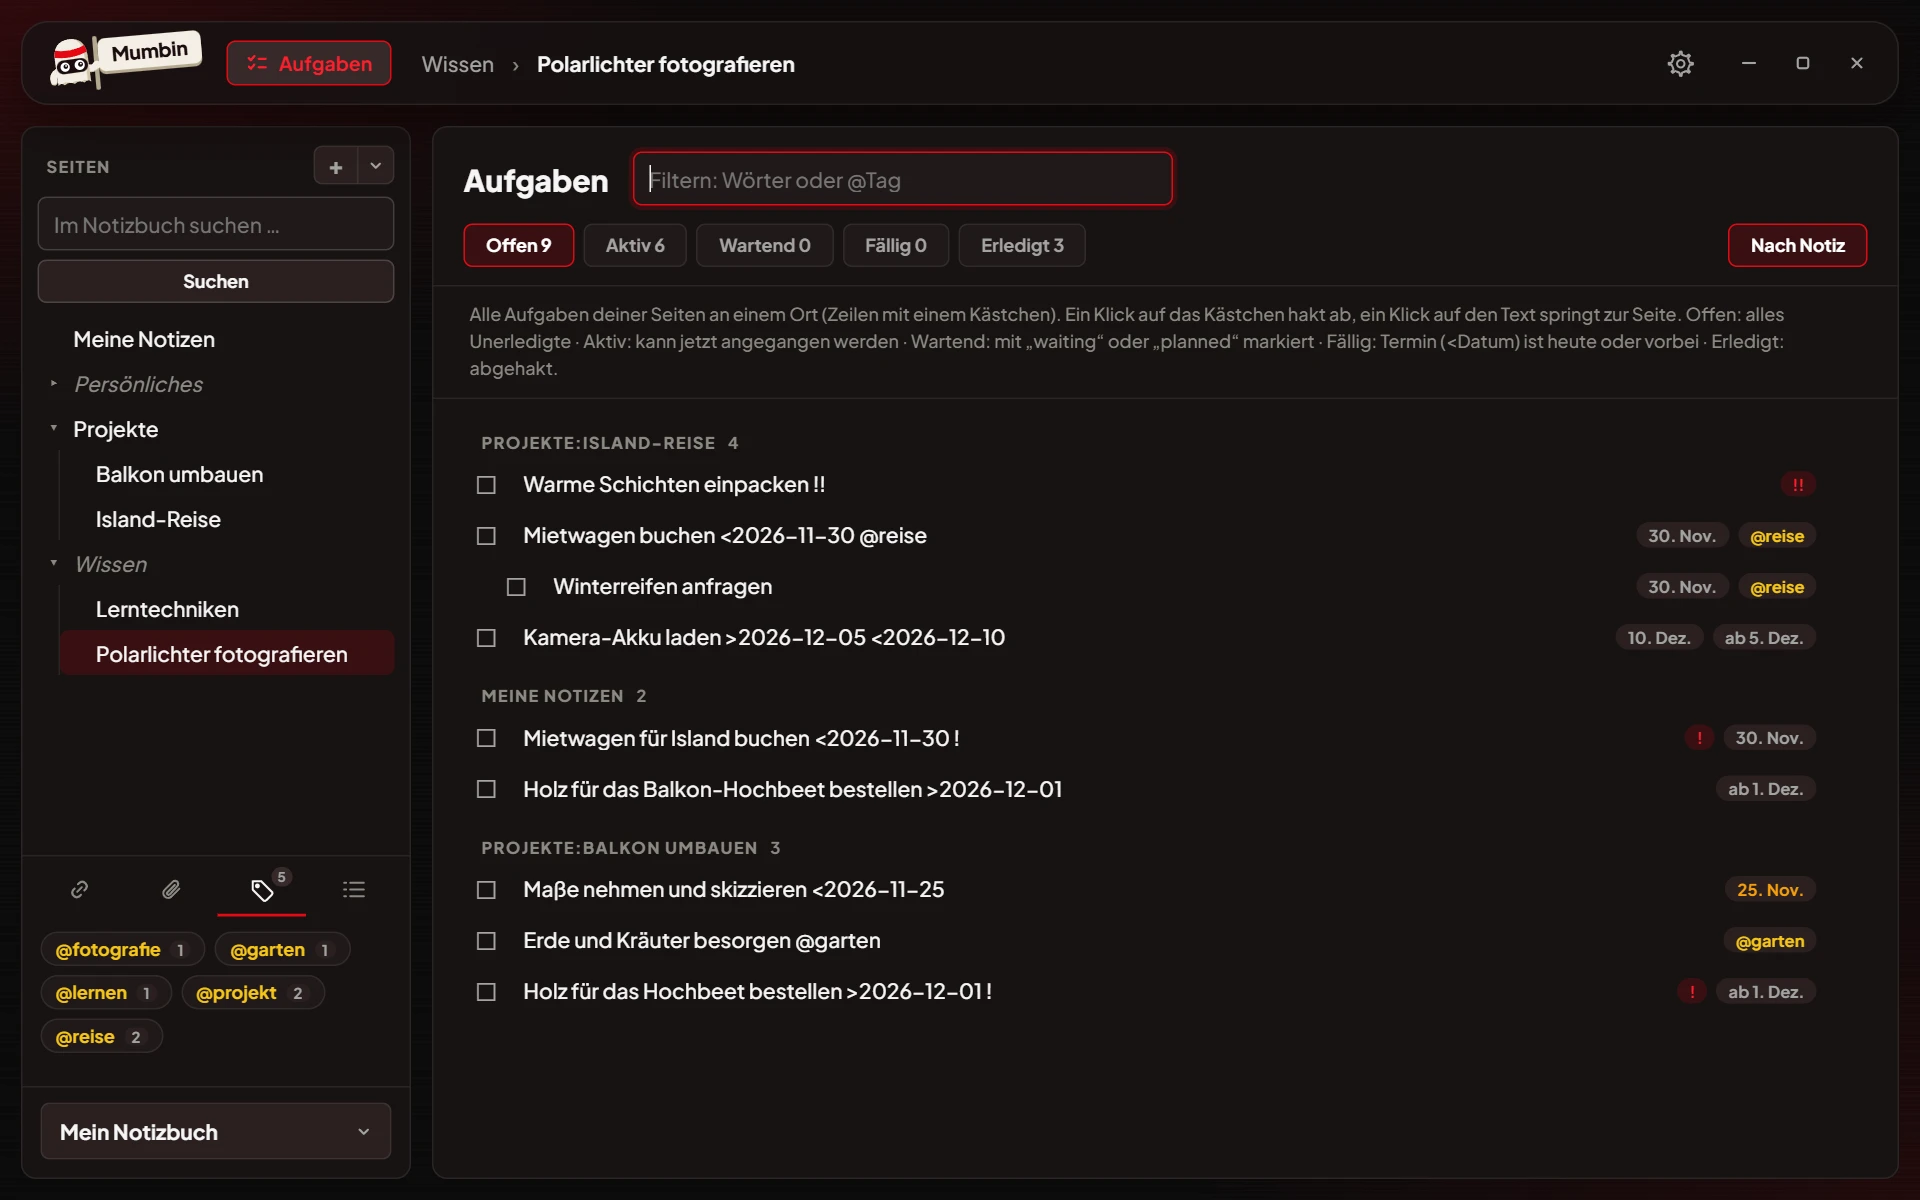 Mumbin
Aufgaben
Wissen › Polarlichter fotografieren
SEITEN
Im Notizbuch suchen ...
Suchen
Meine Notizen
Persönliches
Projekte
Balkon umbauen
Island-Reise
Wissen
Lerntechniken
Polarlichter fotografieren
5
@fotografie 1
@garten 1
@lernen 1
@projekt 2
@reise 2
Mein Notizbuch
Aufgaben
Filtern: Wörter oder @Tag
Offen 9
Aktiv 6
Wartend 0
Fällig 0
Erledigt 3
Nach Notiz
Alle Aufgaben deiner Seiten an einem Ort (Zeilen mit einem Kästchen). Ein Klick auf das Kästchen hakt ab, ein Klick auf den Text springt zur Seite. Offen: alles
Unerledigte · Aktiv: kann jetzt angegangen werden · Wartend: mit „waiting“ oder „planned“ markiert · Fällig: Termin (<Datum) ist heute oder vorbei · Erledigt:
abgehakt.
PROJEKTE:ISLAND-REISE 4
Warme Schichten einpacken !! !!
Mietwagen buchen <2026-11-30 @reise 30. Nov. @reise
Winterreifen anfragen 30. Nov. @reise
Kamera-Akku laden >2026-12-05 <2026-12-10 10. Dez. ab 5. Dez.
MEINE NOTIZEN 2
Mietwagen für Island buchen <2026-11-30 ! ! 30. Nov.
Holz für das Balkon-Hochbeet bestellen >2026-12-01 ab 1. Dez.
PROJEKTE:BALKON UMBAUEN 3
Maße nehmen und skizzieren <2026-11-25 25. Nov.
Erde und Kräuter besorgen @garten @garten
Holz für das Hochbeet bestellen >2026-12-01 ! ! ab 1. Dez.